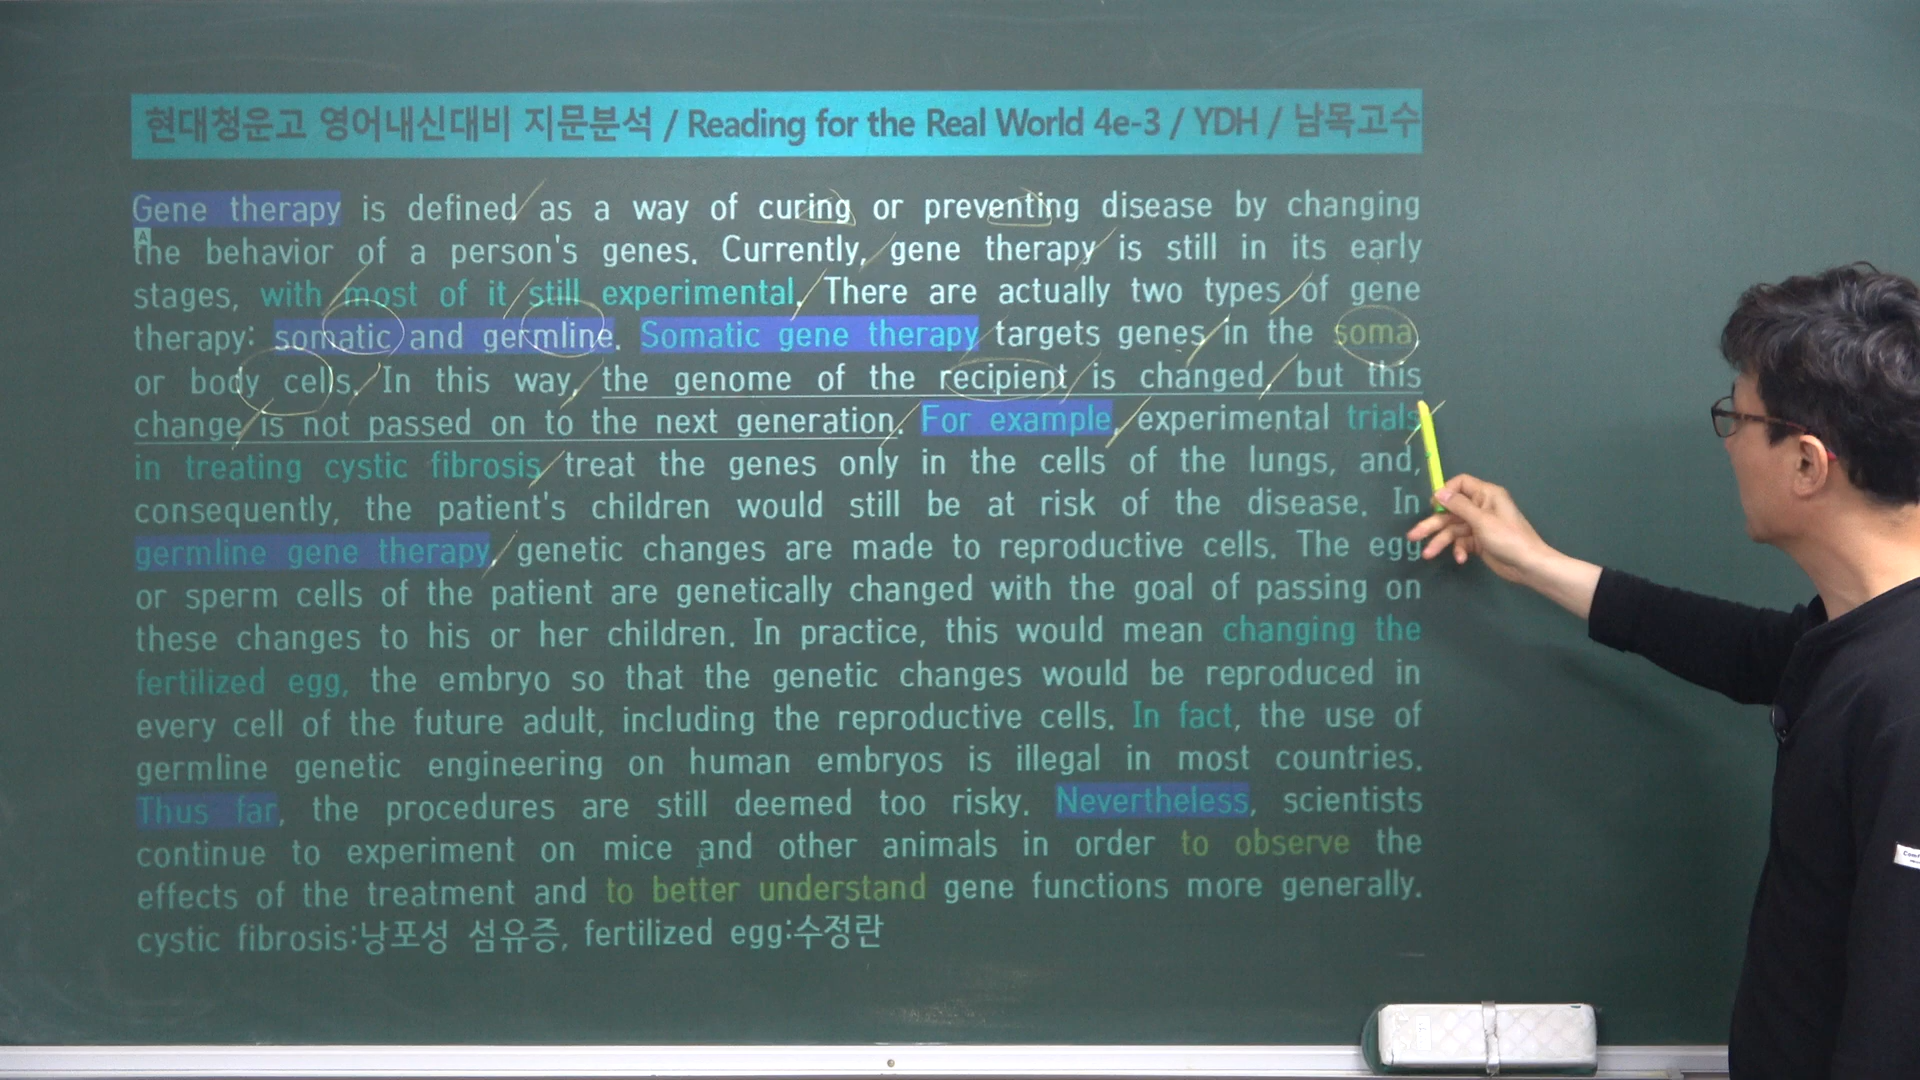 현대청운고 영어내신대비 지문분석 / Reading for the Real World 4e-3 / YDH / 남목고수
Gene therapy is defined as a way of curing or preventing disease by changing
A
the behavior of a person's genes. Currently, gene therapy is still in its early
stages, with most of it still experimental. There are actually two types of gene
therapy: somatic and germline. Somatic gene therapy targets genes in the soma
or body cells. In this way, the genome of the recipient is changed, but this
change is not passed on to the next generation. For example, experimental trials
in treating cystic fibrosis treat the genes only in the cells of the lungs, and,
consequently, the patient's children would still be at risk of the disease. In
germline gene therapy, genetic changes are made to reproductive cells. The egg
or sperm cells of the patient are genetically changed with the goal of passing on
these changes to his or her children. In practice, this would mean changing the
fertilized egg, the embryo so that the genetic changes would be reproduced in
every cell of the future adult, including the reproductive cells. In fact, the use of
germline genetic engineering on human embryos is illegal in most countries.
Thus far, the procedures are still deemed too risky. Nevertheless, scientists
continue to experiment on mice and other animals in order to observe the
effects of the treatment and to better understand gene functions more generally.
cystic fibrosis:낭포성 섬유증, fertilized egg:수정란